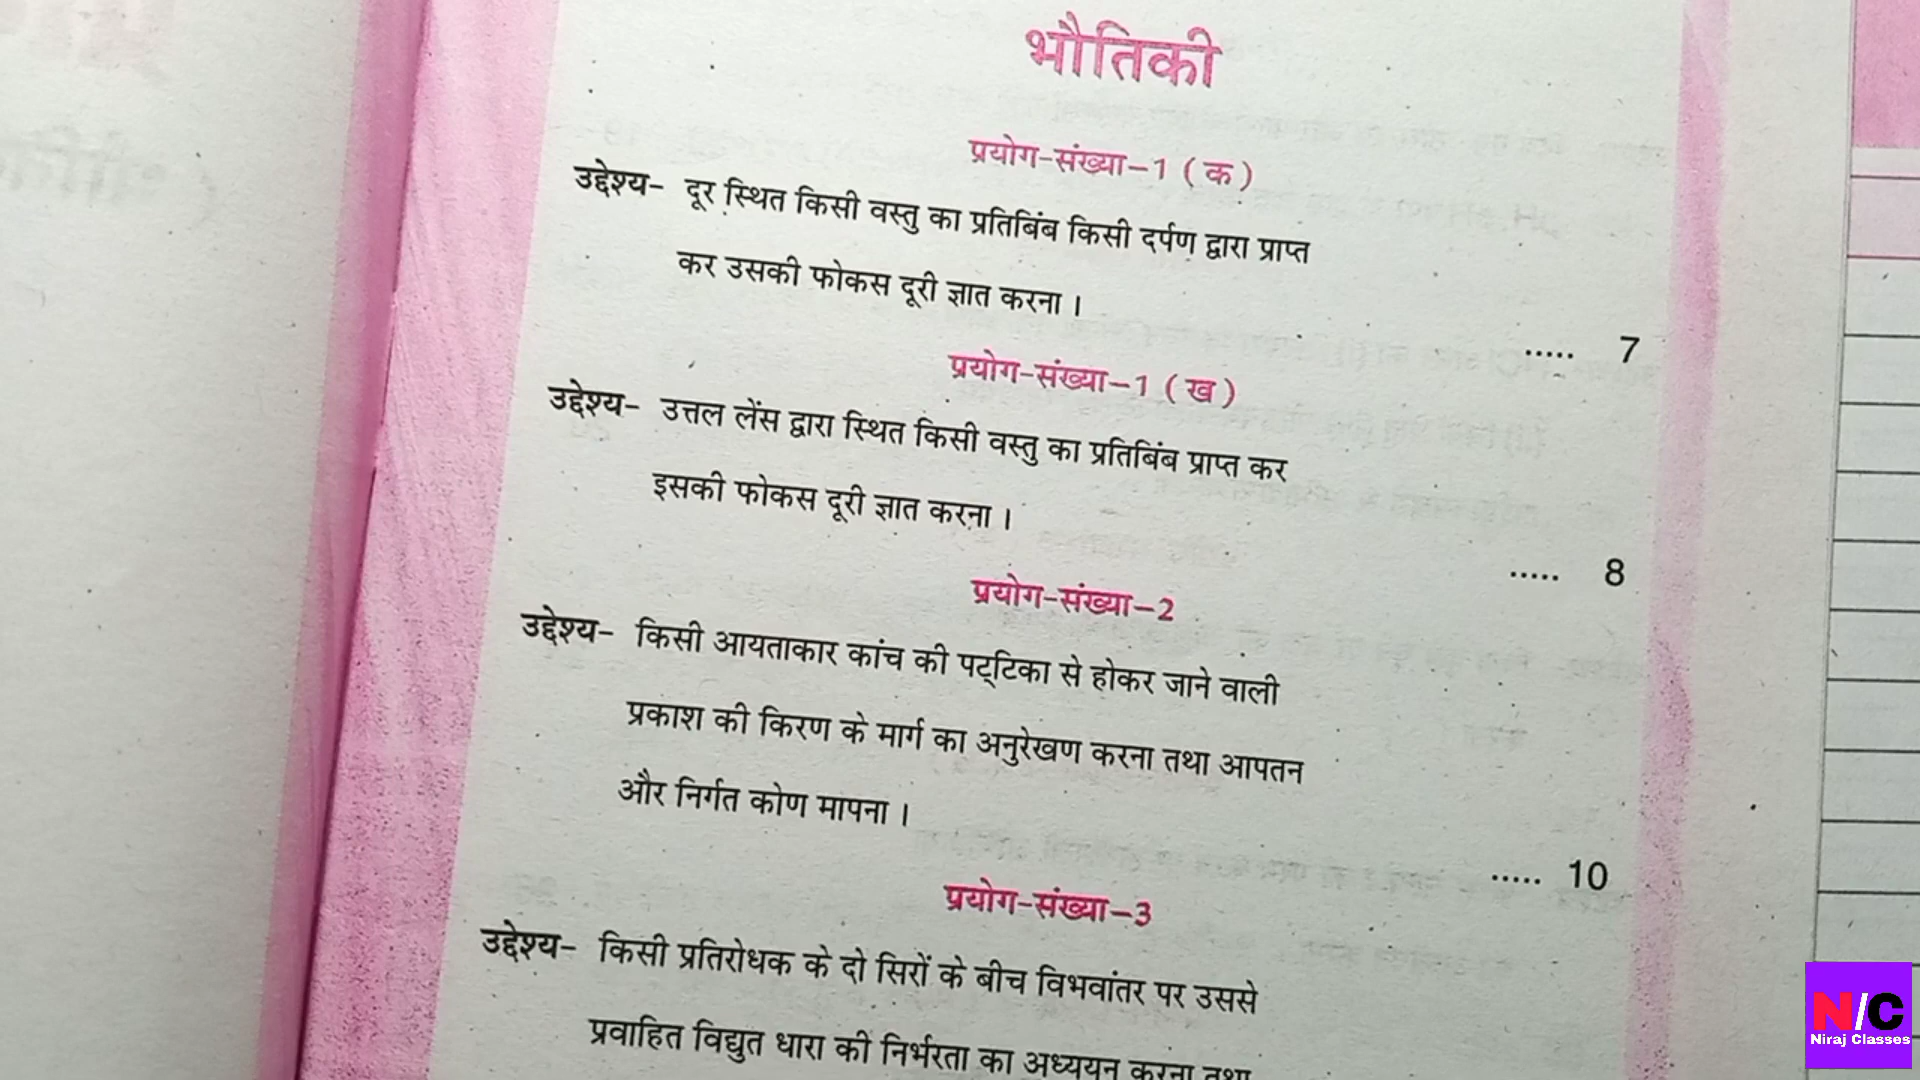 भौतिकी
प्रयोग-संख्या-1 ( क )
उद्देश्य- दूर स्थित किसी वस्तु का प्रतिबिंब किसी दर्पण द्वारा प्राप्त
कर उसकी फोकस दूरी ज्ञात करना ।
..... 7
प्रयोग-संख्या-1 ( ख )
उद्देश्य- उत्तल लेंस द्वारा स्थित किसी वस्तु का प्रतिबिंब प्राप्त कर
इसकी फोकस दूरी ज्ञात करना ।
..... 8
प्रयोग-संख्या-2
उद्देश्य- किसी आयताकार कांच की पट्टिका से होकर जाने वाली
प्रकाश की किरण के मार्ग का अनुरेखण करना तथा आपतन
और निर्गत कोण मापना ।
..... 10
प्रयोग-संख्या-3
उद्देश्य- किसी प्रतिरोधक के दो सिरों के बीच विभवांतर पर उससे
प्रवाहित विद्युत धारा की निर्भरता का अध्ययन करना तथा
N/C
Niraj Classes